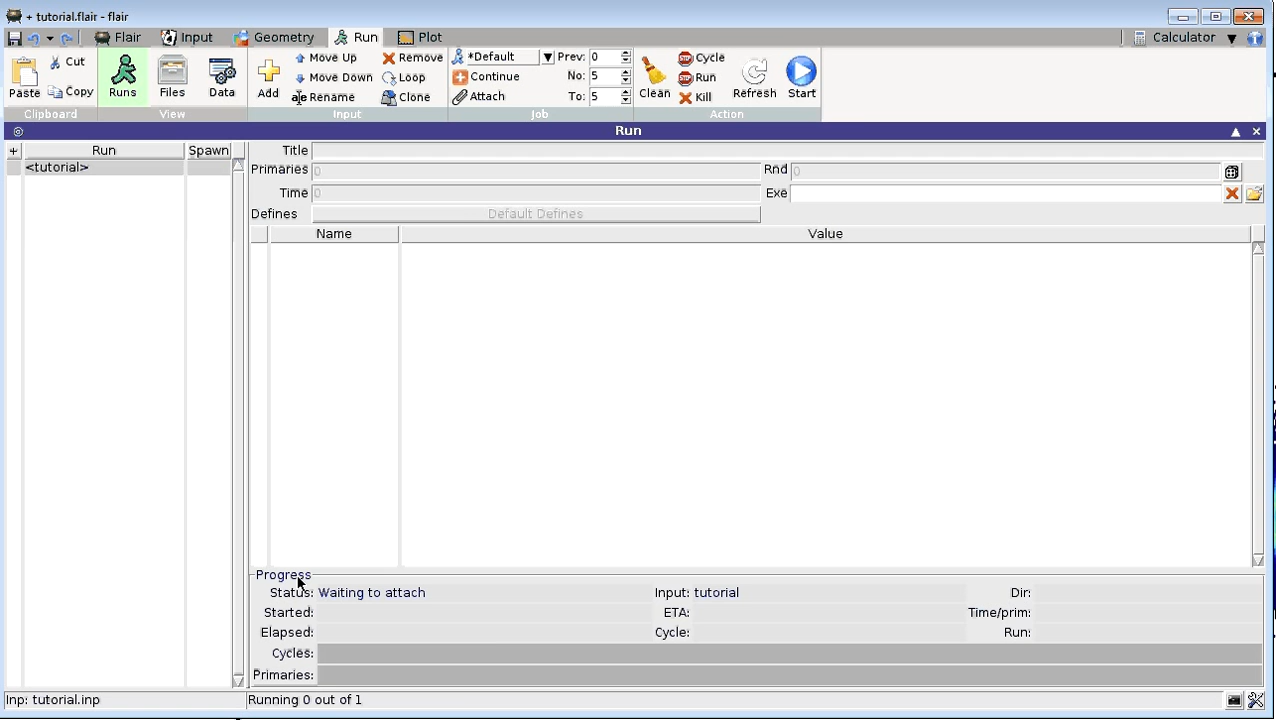 + tutorial.flair - flair
Flair Input Geometry Run Plot Calculator
Paste Cut Copy Runs Files Data Add Move Up Move Down Rename Remove Loop Clone *Default Continue Attach Prev: 0 No: 5 To: 5 Clean Cycle Run Kill Refresh Start
Clipboard View Input Job Action
Run
+ Run Spawn
<tutorial>
Title
Primaries 0 Rnd 0
Time 0 Exe
Defines Default Defines
Name Value
Progress
Status: Waiting to attach Input: tutorial Dir:
Started: ETA: Time/prim:
Elapsed: Cycle: Run:
Cycles:
Primaries:
Inp: tutorial.inp Running 0 out of 1